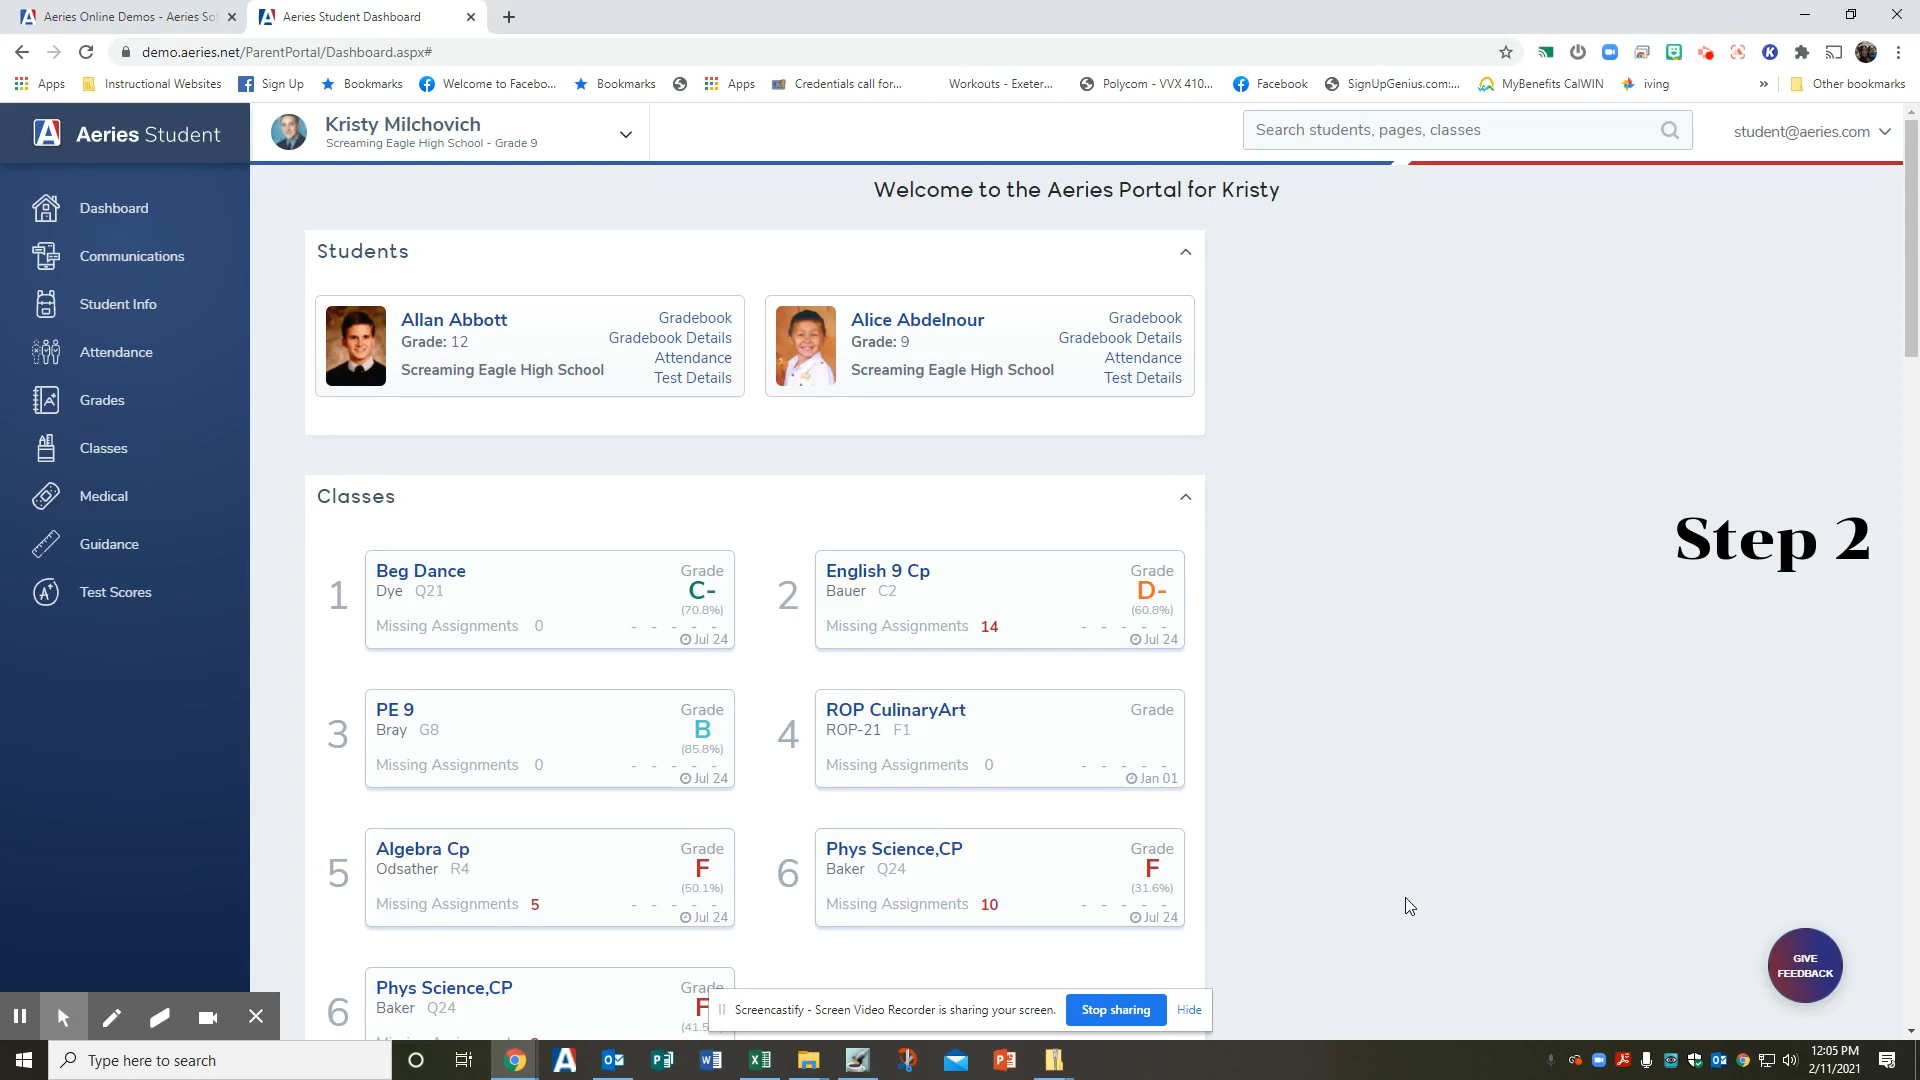 Aeries Online Demos - Aeries So
Aeries Student Dashboard
demo.aeries.net/ParentPortal/Dashboard.aspx#
Apps
Instructional Websites
Sign Up
Bookmarks
Welcome to Facebo...
Bookmarks
Apps
Credentials call for...
Workouts - Exeter...
Polycom - VVX 410...
Facebook
SignUpGenius.com:...
MyBenefits CalWIN
iving
»
Other bookmarks
Aeries Student
Kristy Milchovich
Screaming Eagle High School - Grade 9
Search students, pages, classes
student@aeries.com
Dashboard
Communications
Student Info
Attendance
Grades
Classes
Medical
Guidance
Test Scores
Welcome to the Aeries Portal for Kristy
Students
Allan Abbott
Grade: 12
Screaming Eagle High School
Gradebook
Gradebook Details
Attendance
Test Details
Alice Abdelnour
Grade: 9
Screaming Eagle High School
Gradebook
Gradebook Details
Attendance
Test Details
Classes
1
Beg Dance
Dye Q21
Missing Assignments 0
Grade
C-
(70.8%)
- - - - -
Jul 24
2
English 9 Cp
Bauer C2
Missing Assignments 14
Grade
D-
(60.8%)
- - - - -
Jul 24
3
PE 9
Bray G8
Missing Assignments 0
Grade
B
(85.8%)
- - - - -
Jul 24
4
ROP CulinaryArt
ROP-21 F1
Missing Assignments 0
Grade
- - - - -
Jan 01
5
Algebra Cp
Odsather R4
Missing Assignments 5
Grade
F
(50.1%)
- - - - -
Jul 24
6
Phys Science,CP
Baker Q24
Missing Assignments 10
Grade
F
(31.6%)
- - - - -
Jul 24
6
Phys Science,CP
Baker Q24
Grade
F
(41.5
Step 2
GIVE
FEEDBACK
Screencastify - Screen Video Recorder is sharing your screen.
Stop sharing
Hide
Type here to search
12:05 PM
2/11/2021